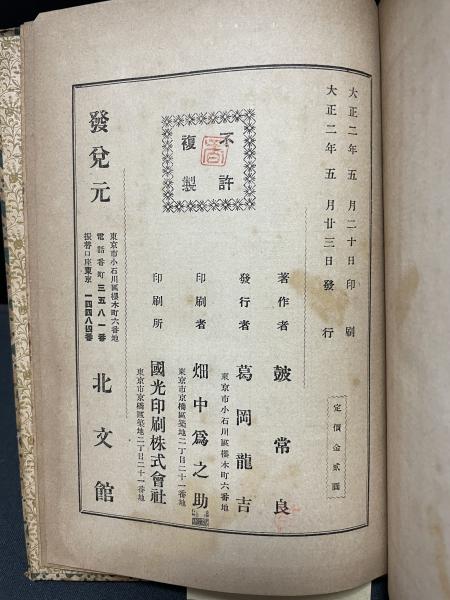 大正二年五月二十日印刷
大正二年五月廿三日發行
定價金貳圓
不許
複製
著作者 皷常良
發行者 葛岡龍吉
東京市小石川區櫻木町六番地
印刷者 畑中爲之助
東京市京橋區築地二丁目二十一番地
印刷所 國光印刷株式會社
東京市京橋區築地二丁目二十一番地
發兌元 北文館
東京市小石川區櫻木町六番地
電話番町三五八一番
振替口座東京一四四八四番